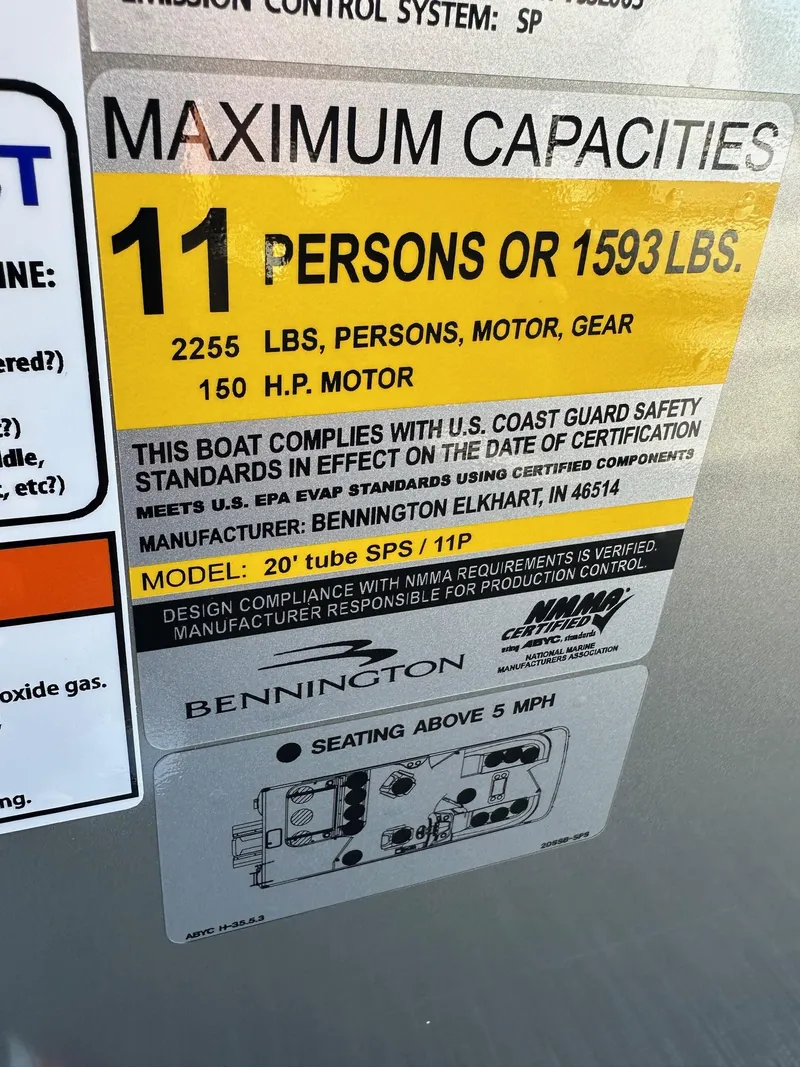 EMISSION CONTROL SYSTEM: SP
MAXIMUM CAPACITIES
11 PERSONS OR 1593 LBS.
2255 LBS, PERSONS, MOTOR, GEAR
150 H.P. MOTOR
THIS BOAT COMPLIES WITH U.S. COAST GUARD SAFETY
STANDARDS IN EFFECT ON THE DATE OF CERTIFICATION
MEETS U.S. EPA EVAP STANDARDS USING CERTIFIED COMPONENTS
MANUFACTURER: BENNINGTON ELKHART, IN 46514
MODEL: 20' tube SPS / 11P
DESIGN COMPLIANCE WITH NMMA REQUIREMENTS IS VERIFIED.
MANUFACTURER RESPONSIBLE FOR PRODUCTION CONTROL.
BENNINGTON
NMMA
CERTIFIED
using ABYC, standards
NATIONAL MARINE
MANUFACTURERS ASSOCIATION
SEATING ABOVE 5 MPH
20SSB-SPS
ABYC H-35.5.3
T
INE:
ered?)
t?)
ddle,
, etc?)
oxide gas.
ng.